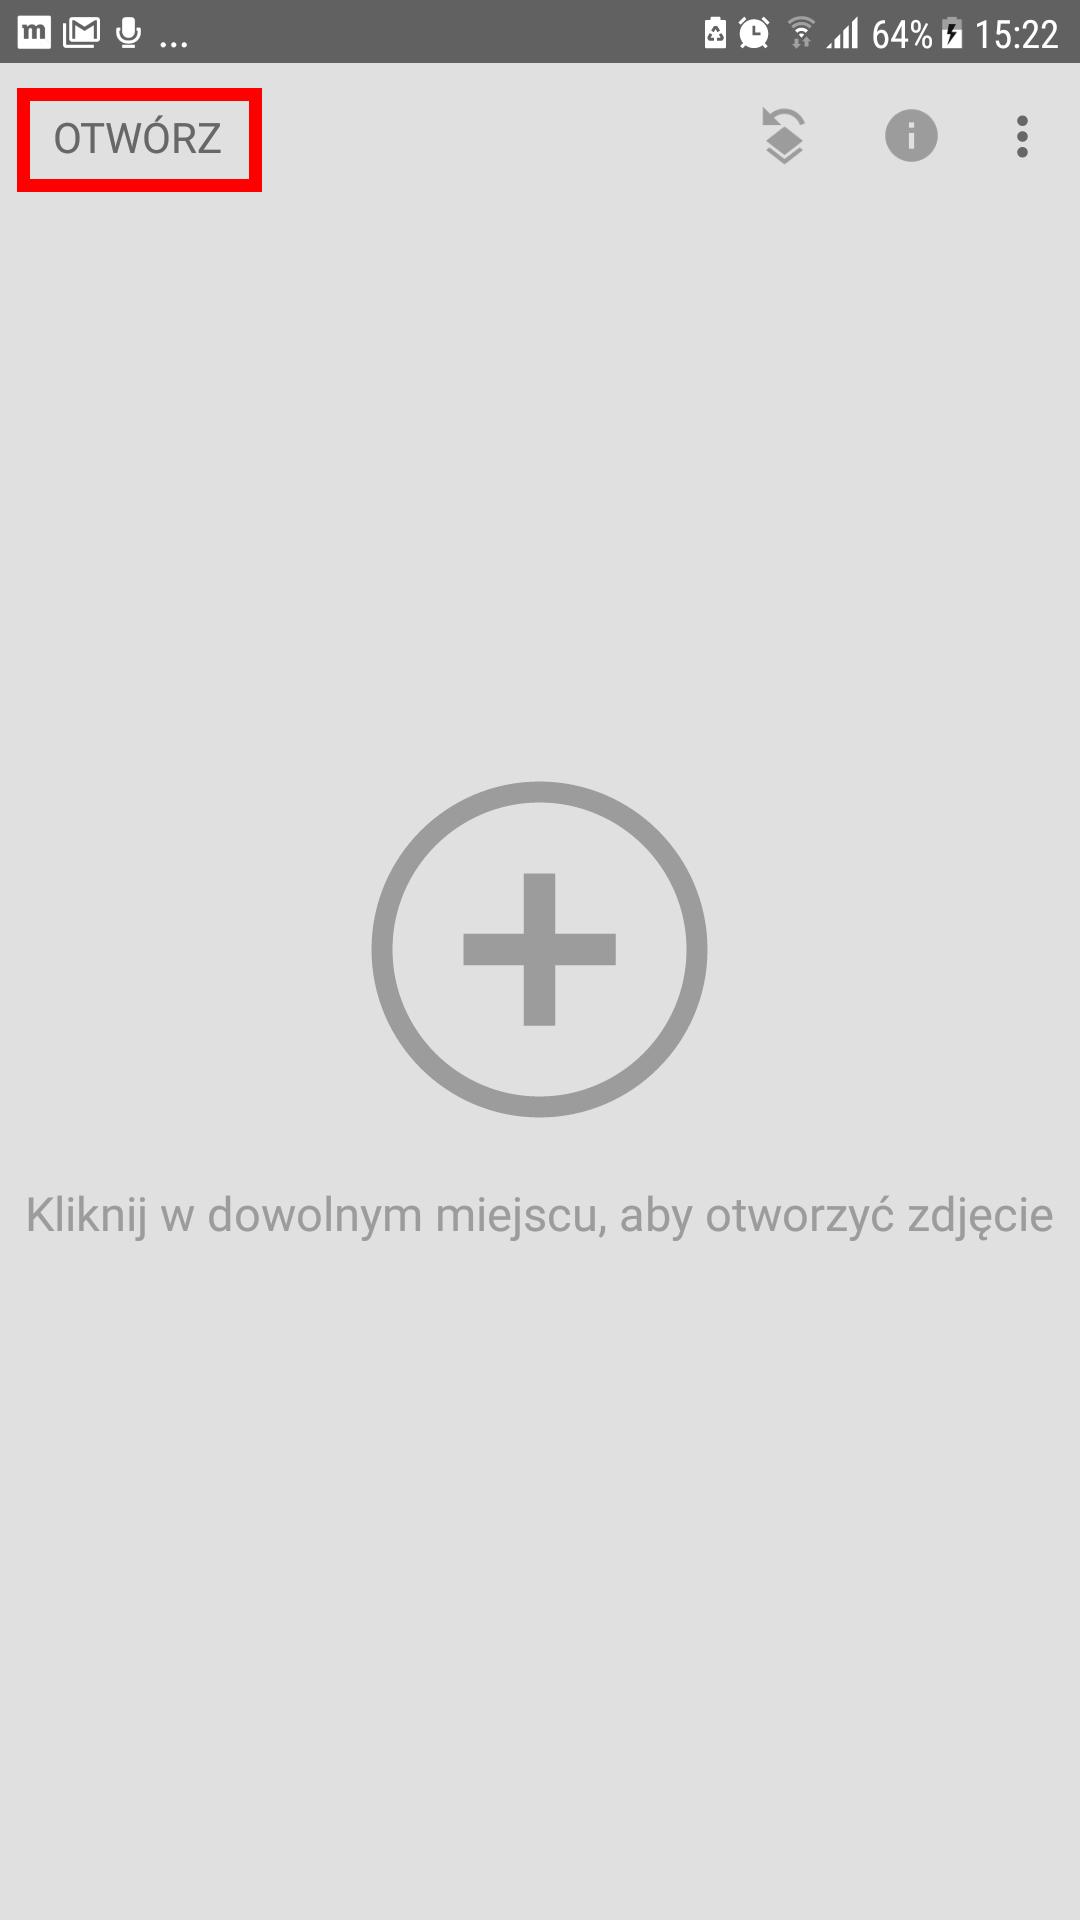 m ... 64% 15:22
OTWÓRZ
Kliknij w dowolnym miejscu, aby otworzyć zdjęcie